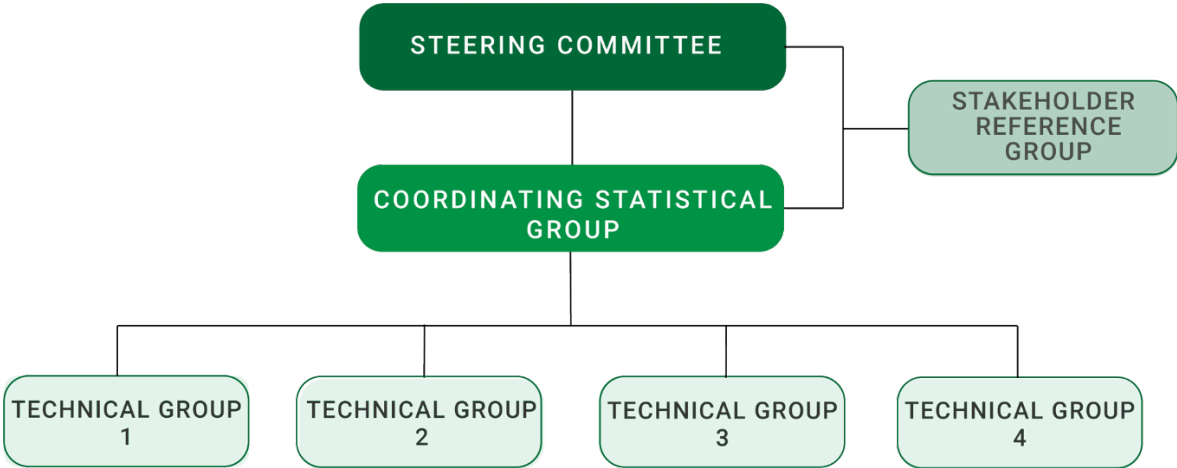 STEERING COMMITTEE
STAKEHOLDER
REFERENCE
GROUP
COORDINATING STATISTICAL
GROUP
TECHNICAL GROUP
1
TECHNICAL GROUP
2
TECHNICAL GROUP
3
TECHNICAL GROUP
4